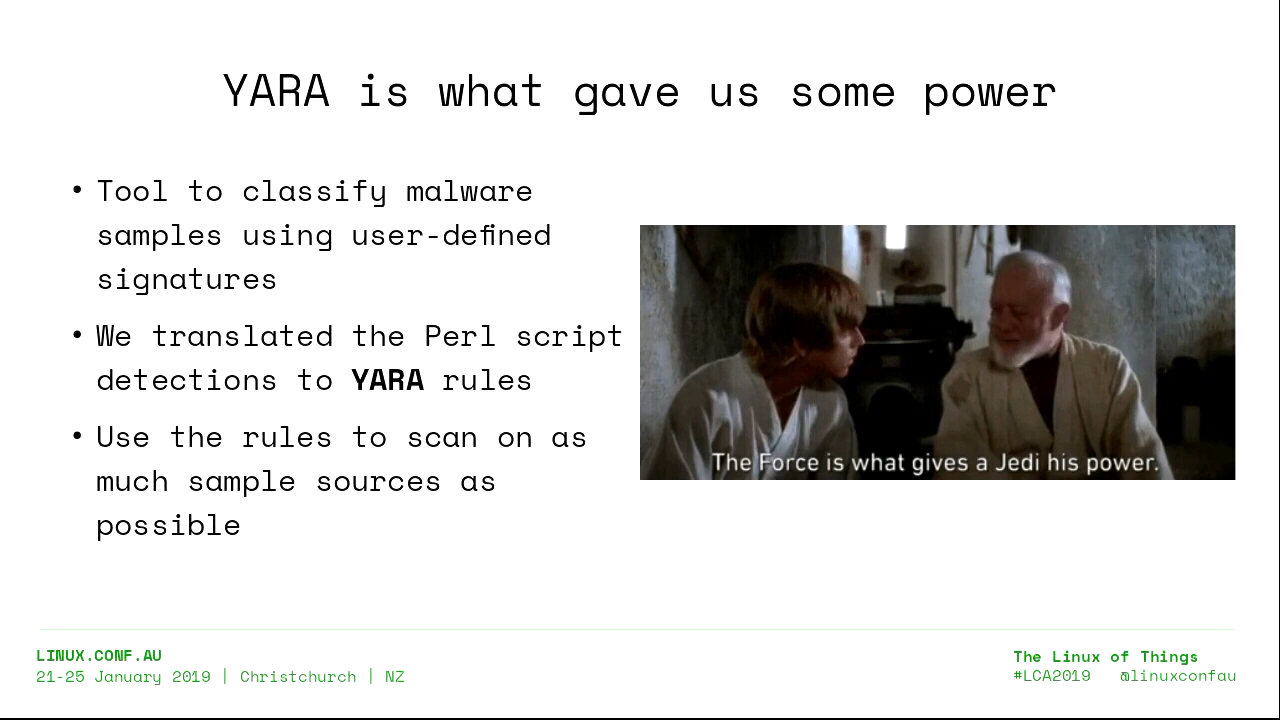 YARA is what gave us some power
• Tool to classify malware
samples using user-defined
signatures
• We translated the Perl script
detections to YARA rules
• Use the rules to scan on as
much sample sources as
possible
The Force is what gives a Jedi his power.
LINUX.CONF.AU
21-25 January 2019 | Christchurch | NZ
The Linux of Things
#LCA2019 @linuxconfau